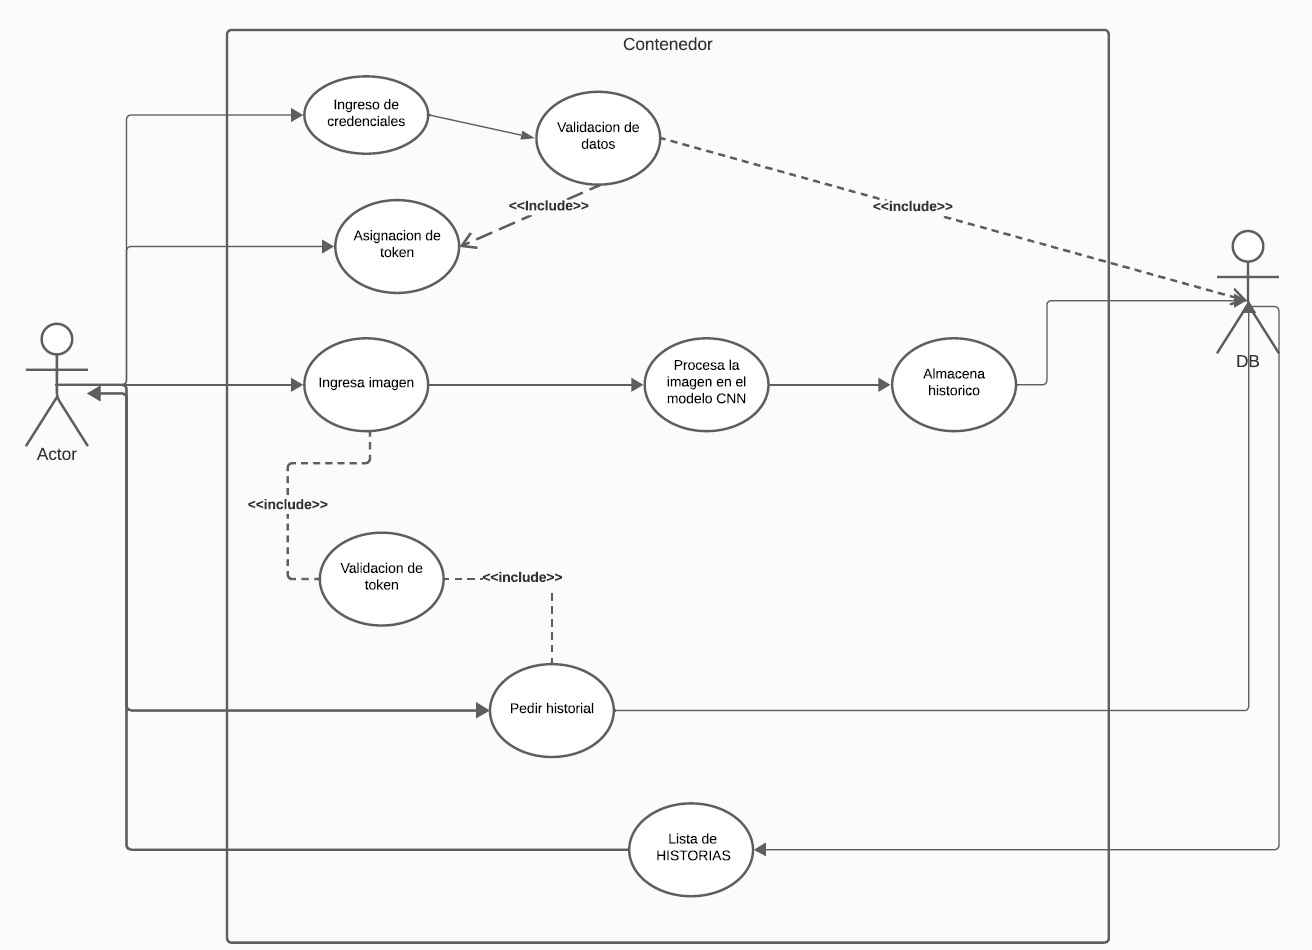 Contenedor
Ingreso de
credenciales
Validacion de
datos
<<Include>>
<<include>>
Asignacion de
token
Actor
Ingresa imagen
Procesa la
imagen en el
modelo CNN
Almacena
historico
DB
<<include>>
Validacion de
token
<<include>>
Pedir historial
Lista de
HISTORIAS